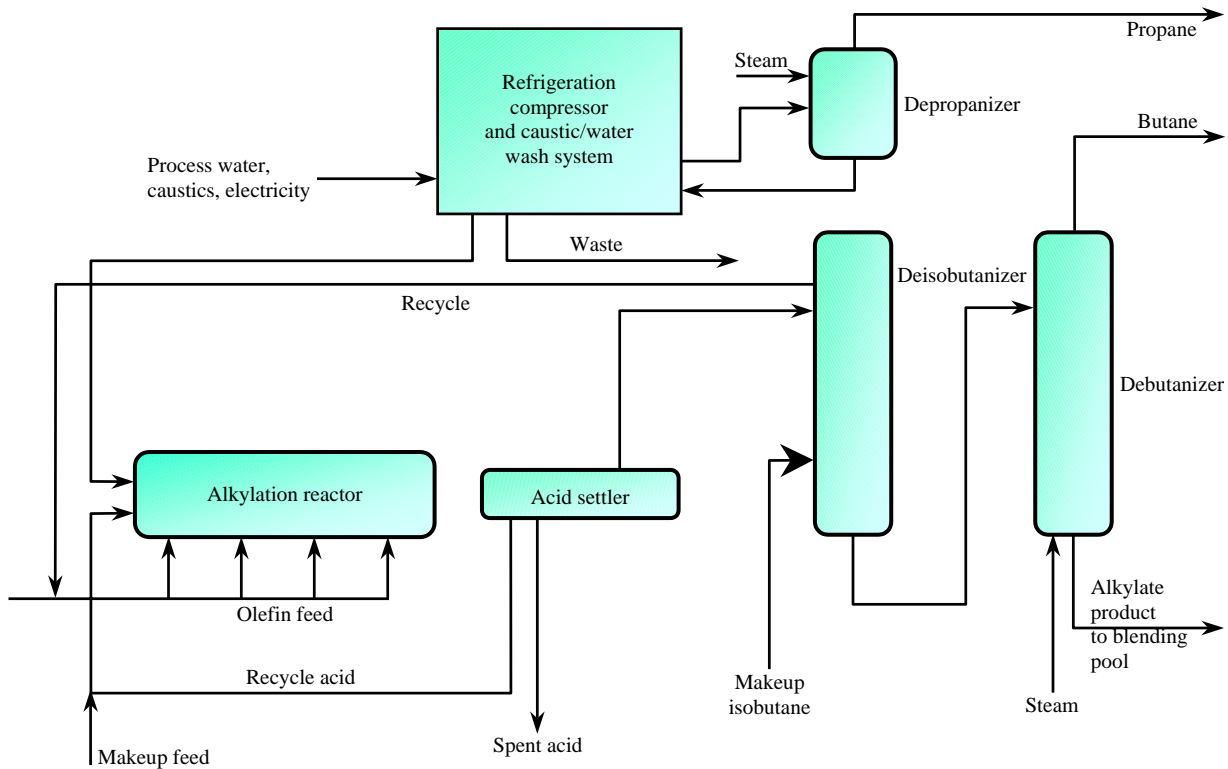 Propane
Steam
Refrigeration
compressor
and caustic/water
wash system
Depropanizer
Butane
Process water,
caustics, electricity
Waste
Deisobutanizer
Recycle
Debutanizer
Alkylation reactor
Acid settler
Olefin feed
Alkylate
product
to blending
pool
Recycle acid
Makeup
isobutane
Steam
Spent acid
Makeup feed